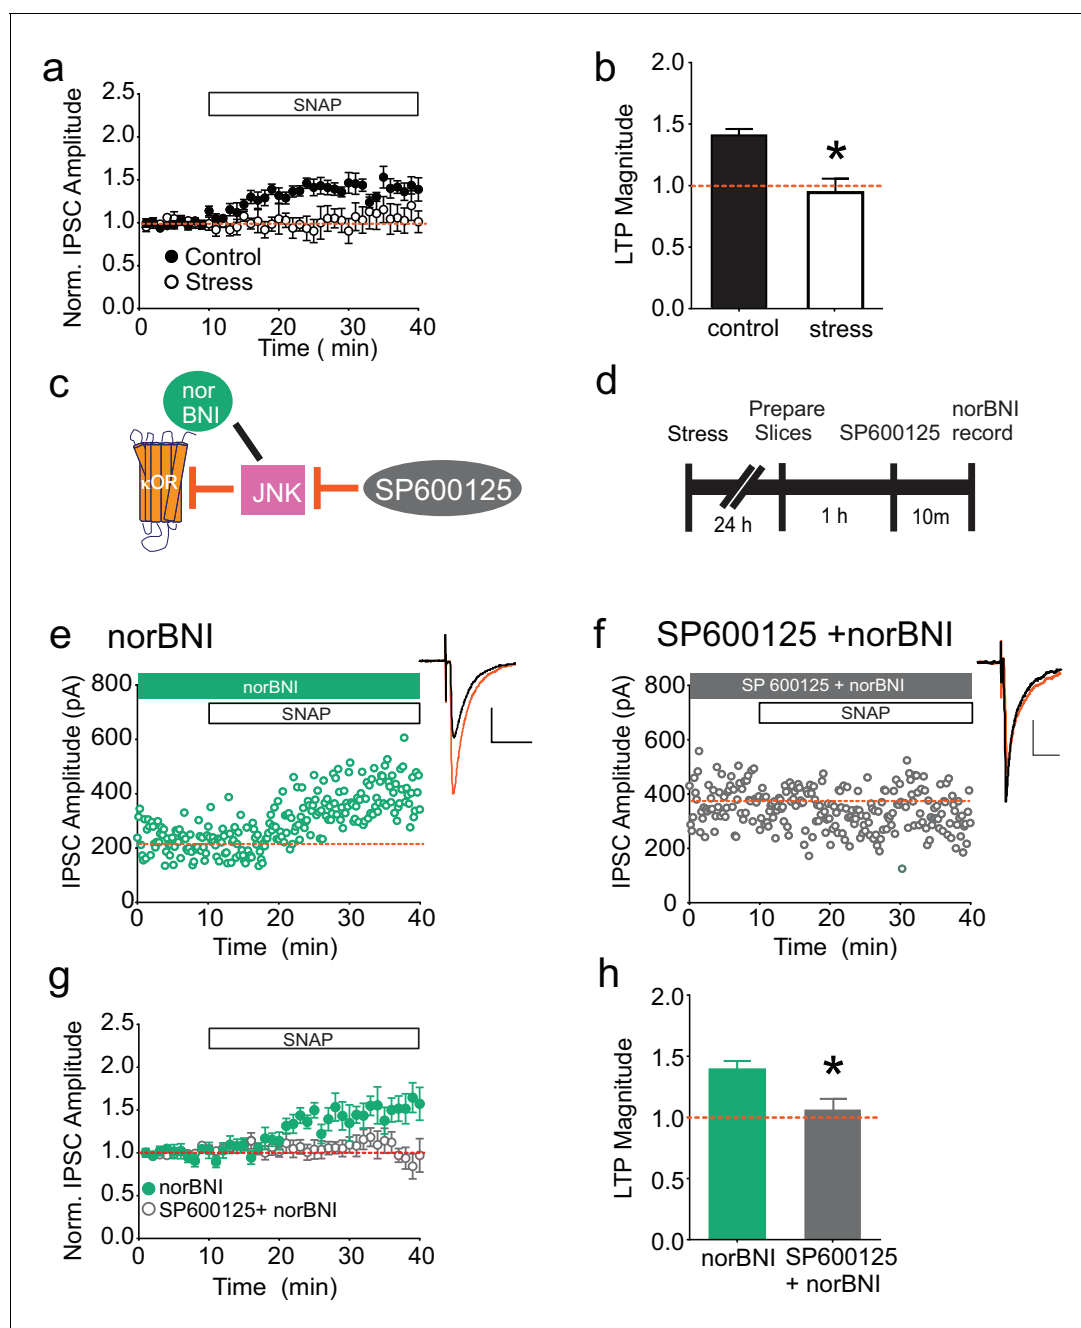 a
2.5
2.0
1.5
1.0
0.5
0.0
Norm. IPSC Amplitude
SNAP
Control
Stress
0 10 20 30 40
Time ( min)
b
2.0
1.5
1.0
0.5
0.0
LTP Magnitude
*
control stress
c
nor
BNI
κOR
JNK
SP600125
d
Stress
Prepare
Slices
SP600125
norBNI
record
24 h
1 h
10m
e norBNI
800
600
400
200
0
IPSC Amplitude (pA)
norBNI
SNAP
0 10 20 30 40
Time (min)
f SP600125 +norBNI
800
600
400
200
0
IPSC Amplitude (pA)
SP 600125 + norBNI
SNAP
0 10 20 30 40
Time (min)
g
2.5
2.0
1.5
1.0
0.5
0.0
Norm. IPSC Amplitude
SNAP
norBNI
SP600125+ norBNI
0 10 20 30 40
Time (min)
h
2.0
1.5
1.0
0.5
0.0
LTP Magnitude
*
norBNI SP600125
+ norBNI